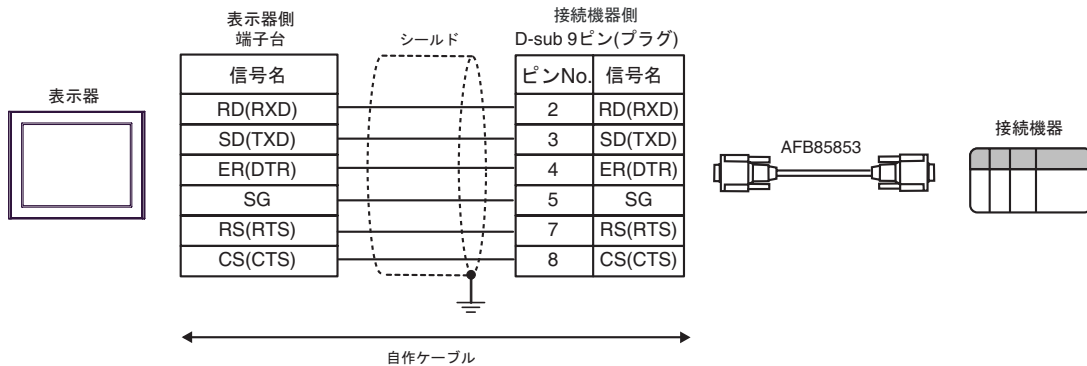 表示器
表示器側
端子台
シールド
接続機器側
D-sub 9ピン(プラグ)
信号名
ピンNo. 信号名
RD(RXD) 2 RD(RXD)
SD(TXD) 3 SD(TXD)
ER(DTR) 4 ER(DTR)
SG 5 SG
RS(RTS) 7 RS(RTS)
CS(CTS) 8 CS(CTS)
自作ケーブル
AFB85853
接続機器